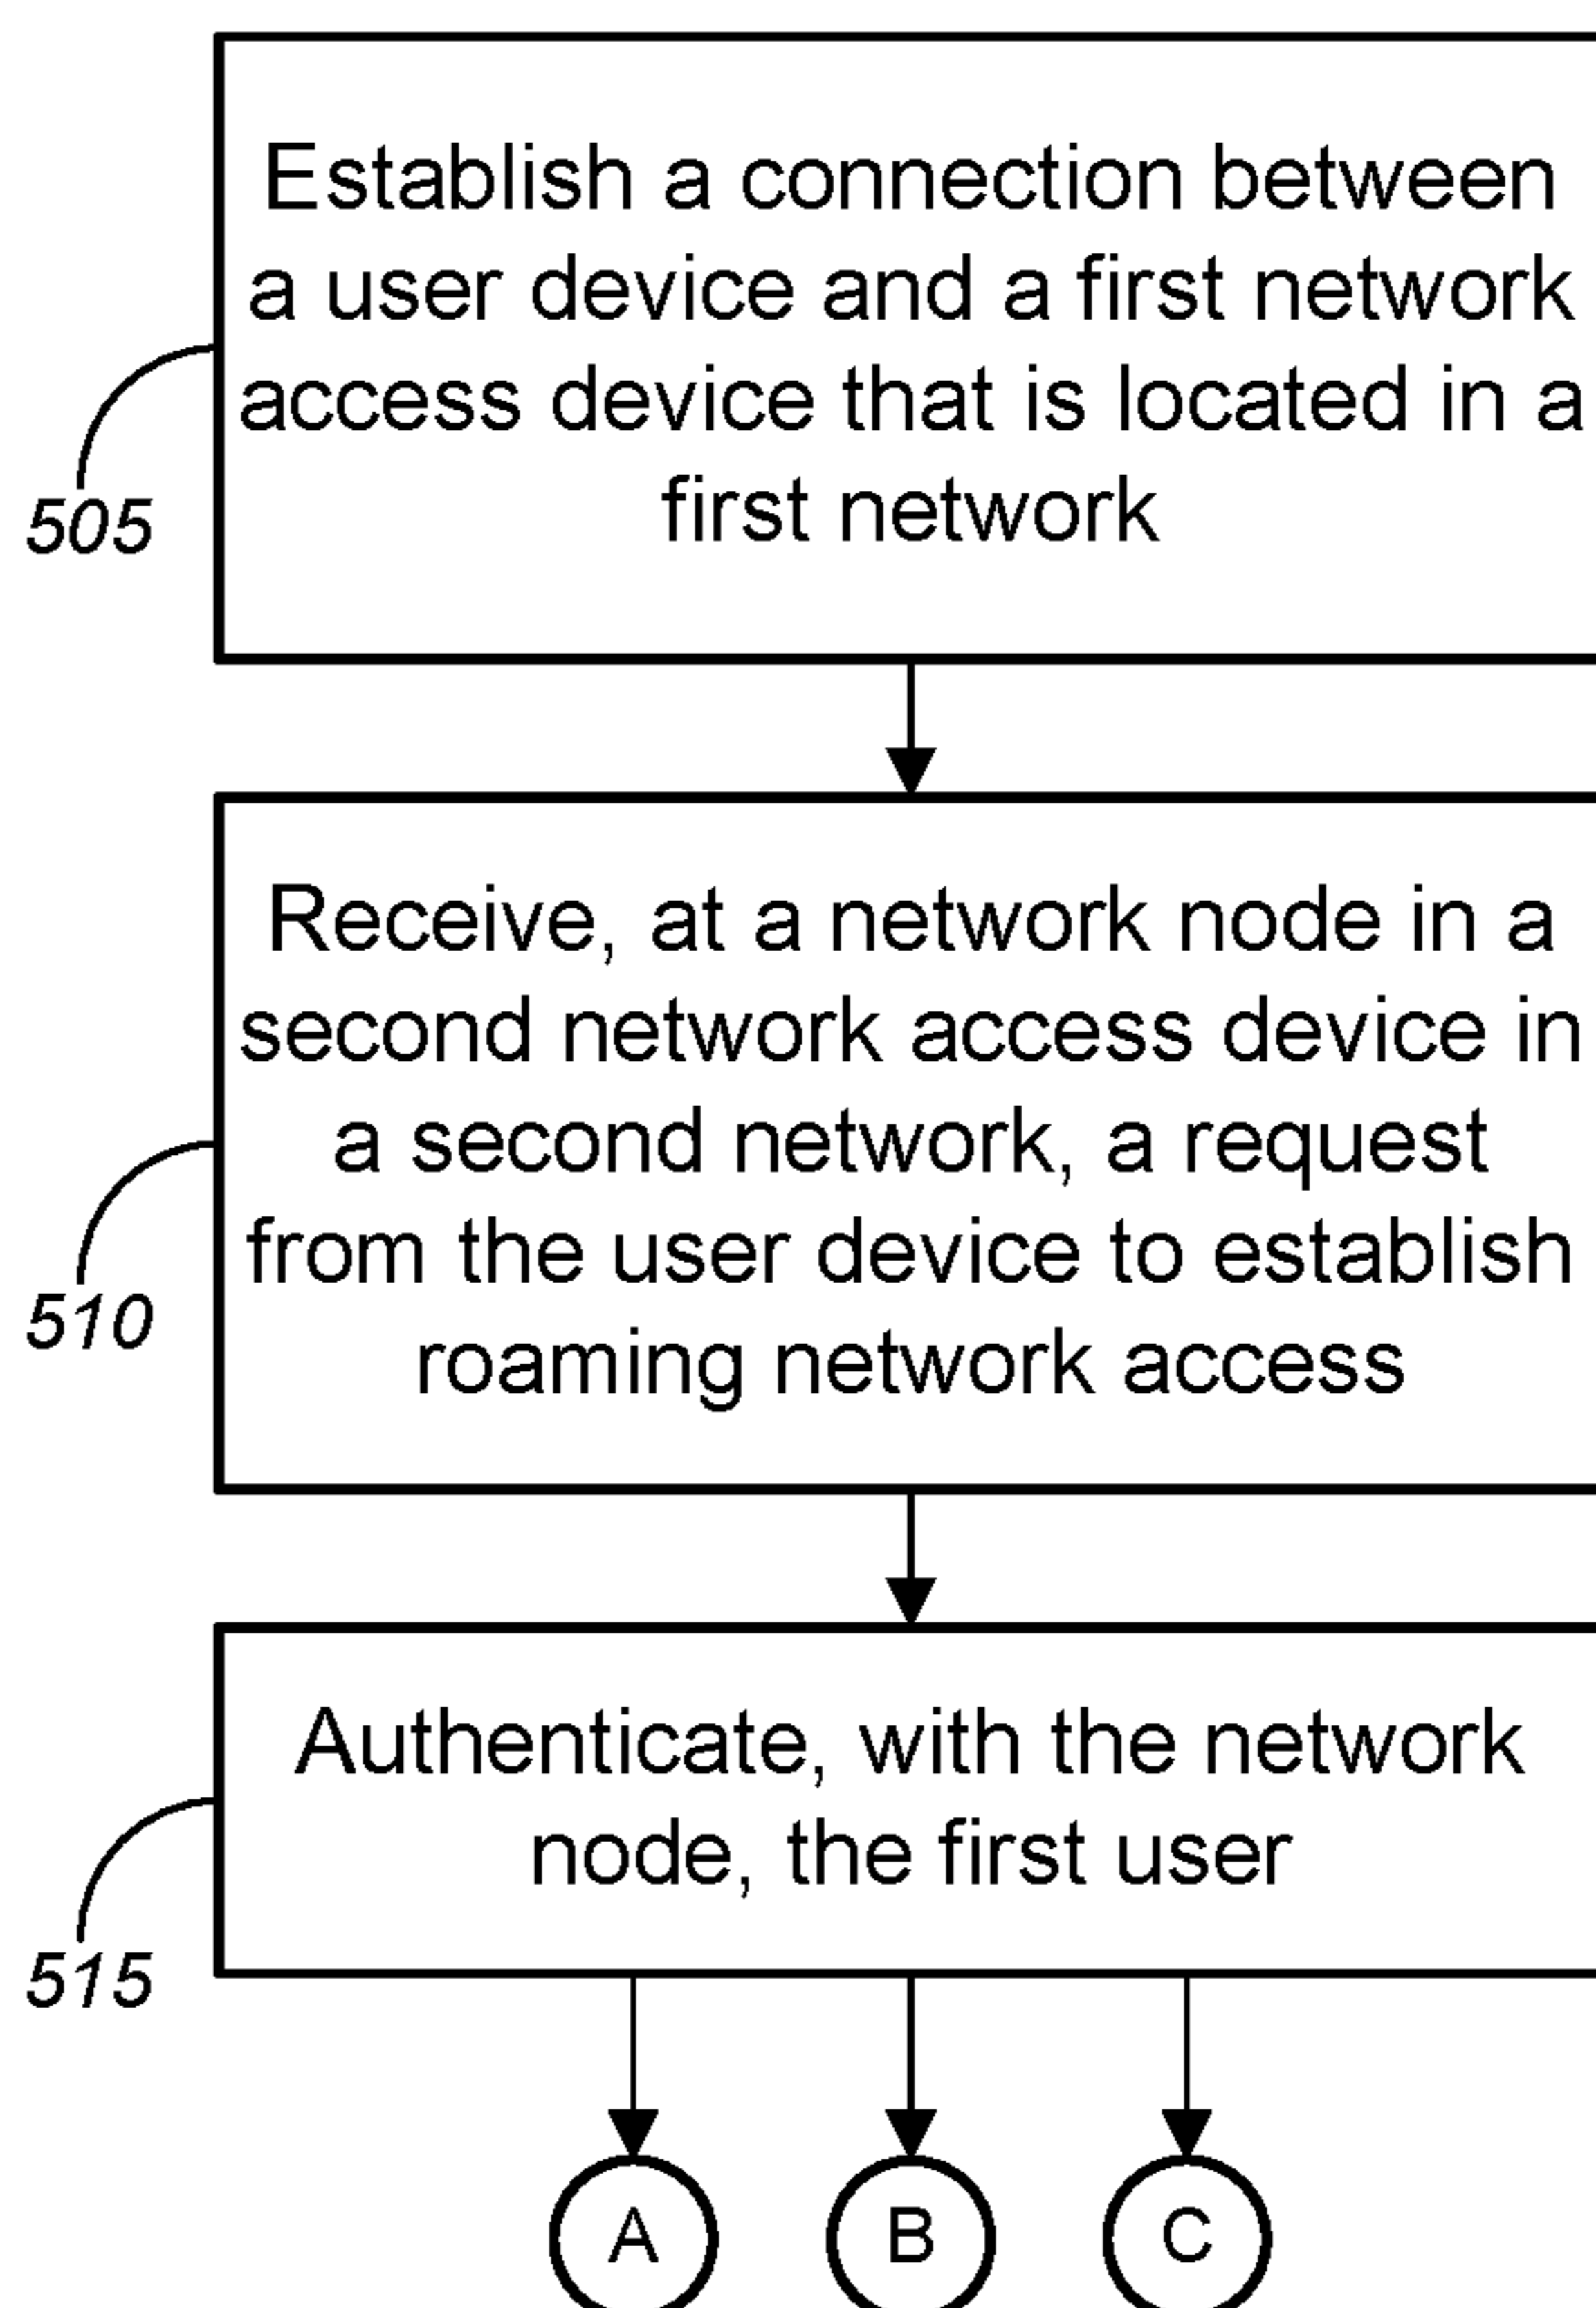 Establish a connection between
a user device and a first network
access device that is located in a
first network
505
Receive, at a network node in a
second network access device in
a second network, a request
from the user device to establish
roaming network access
510
Authenticate, with the network
node, the first user
515
A
B
C